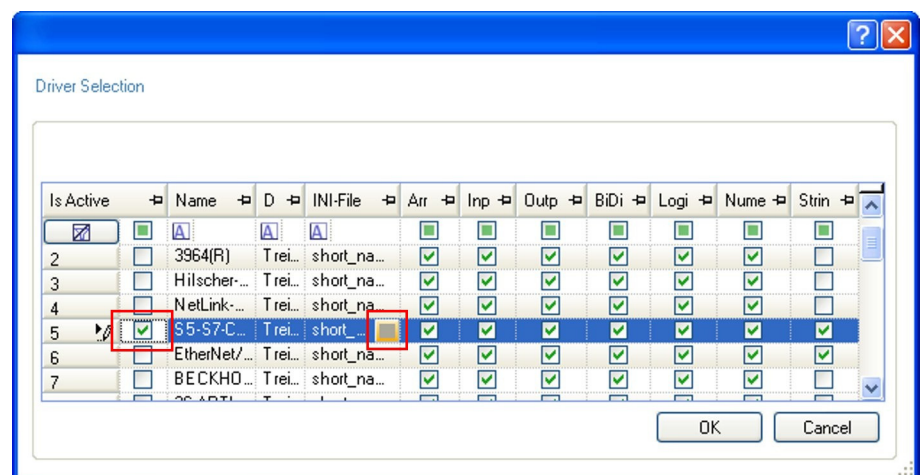 Driver Selection
Is Active Name D INI-File Arr Inp Outp BiDi Logi Nume Strin
A A A
2 3964(R) Trei... short_na...
3 Hilscher-... Trei... short_na...
4 NetLink-... Trei... short_na...
5 S5-S7-C... Trei... short_...
6 EtherNet/... Trei... short_na...
7 BECKHO... Trei... short_na...
OK Cancel